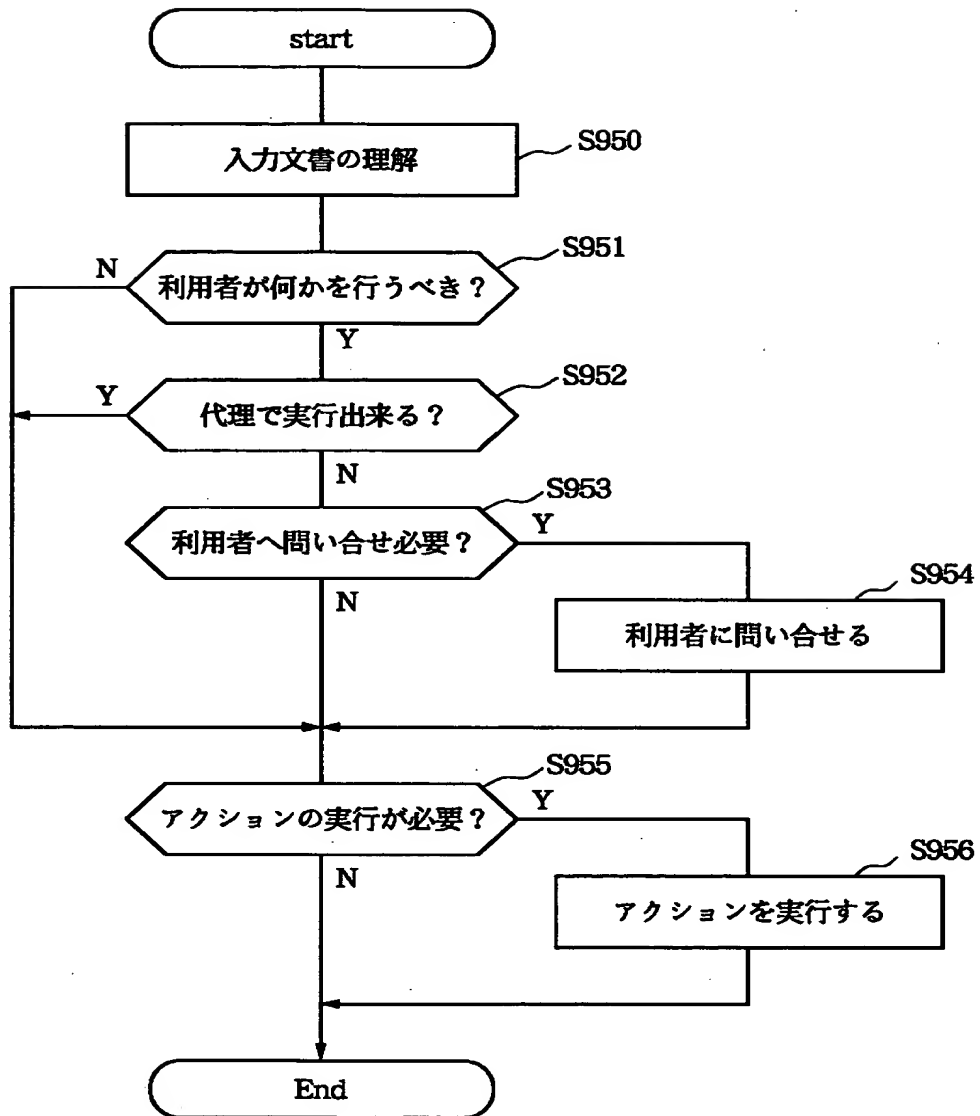 start
入力文書の理解
S950
利用者が何かを行うべき？
S951
N
Y
代理で実行出来る？
S952
Y
N
利用者へ問い合せ必要？
S953
Y
N
利用者に問い合せる
S954
アクションの実行が必要？
S955
Y
N
アクションを実行する
S956
End